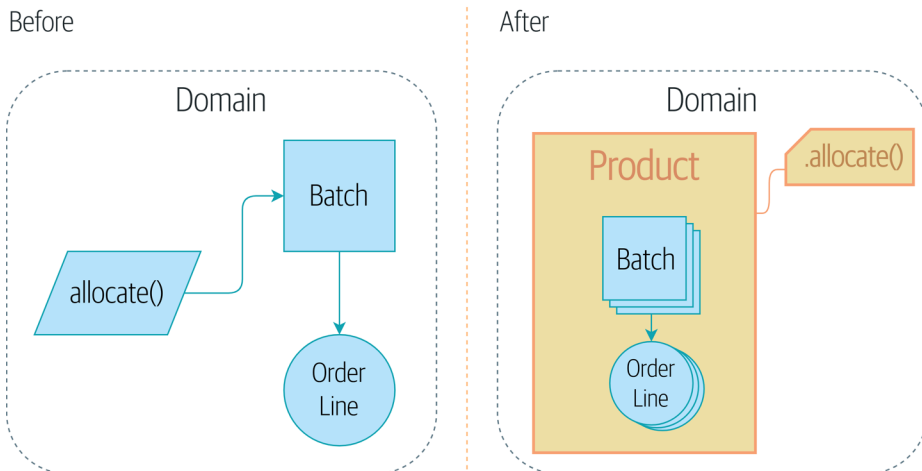 Before
Domain
Batch
allocate()
Order
Line
After
Domain
Product
.allocate()
Batch
Order
Line